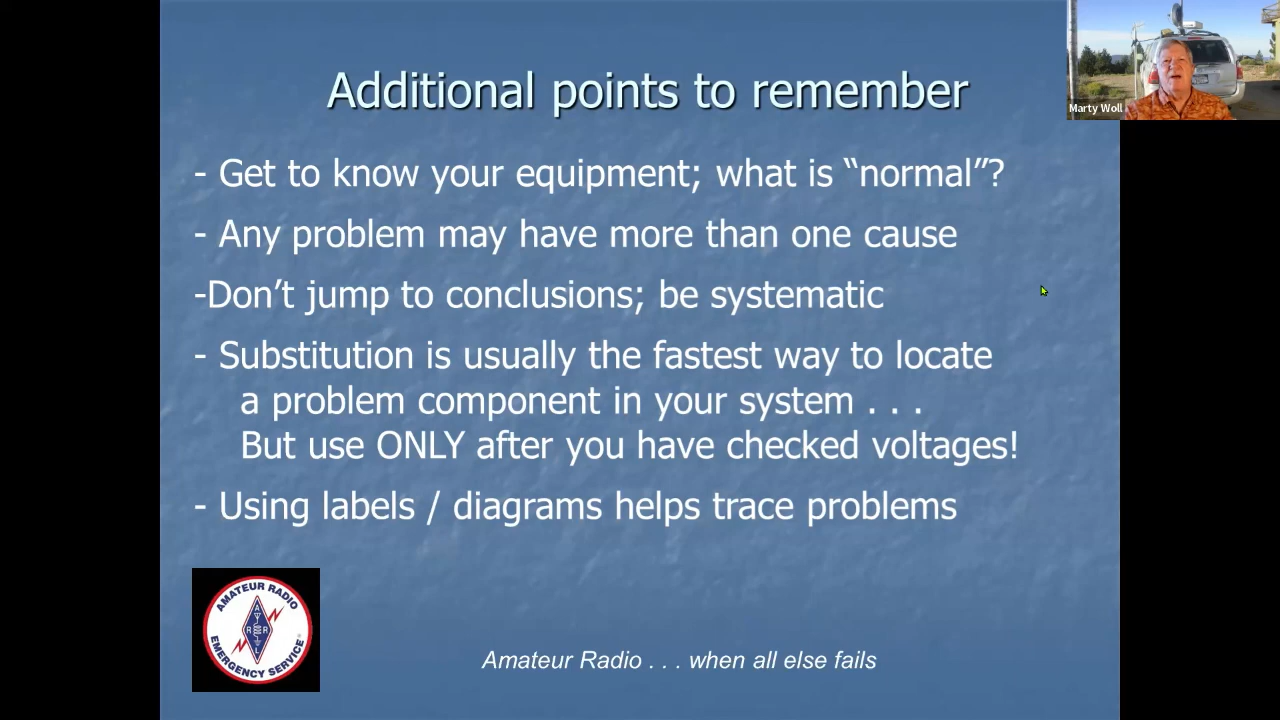 Additional points to remember
Marty Woll
- Get to know your equipment; what is “normal”?
- Any problem may have more than one cause
-Don’t jump to conclusions; be systematic
- Substitution is usually the fastest way to locate
a problem component in your system . . .
But use ONLY after you have checked voltages!
- Using labels / diagrams helps trace problems
AMATEUR RADIO
A
R R
L
EMERGENCY SERVICE
Amateur Radio . . . when all else fails